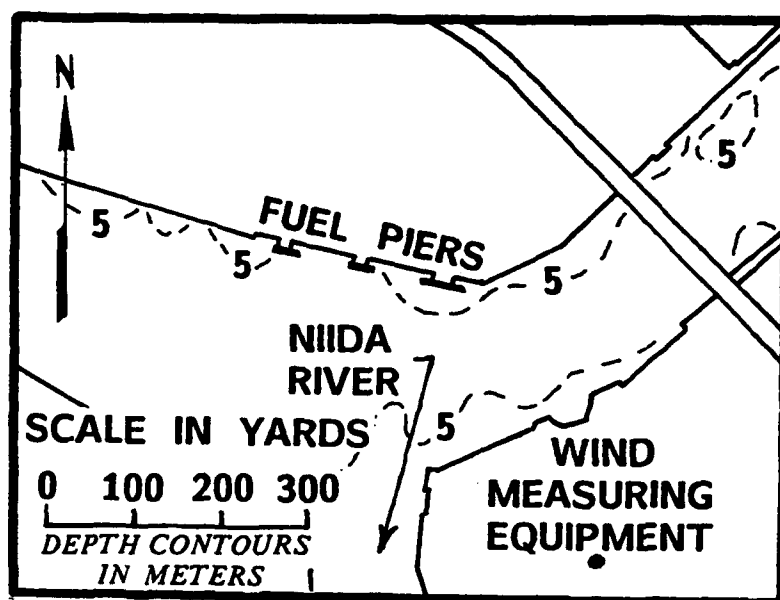 N
5
5
FUEL PIERS
5
5
NIIDA
RIVER
5
SCALE IN YARDS
0 100 200 300
DEPTH CONTOURS
IN METERS
WIND
MEASURING
EQUIPMENT